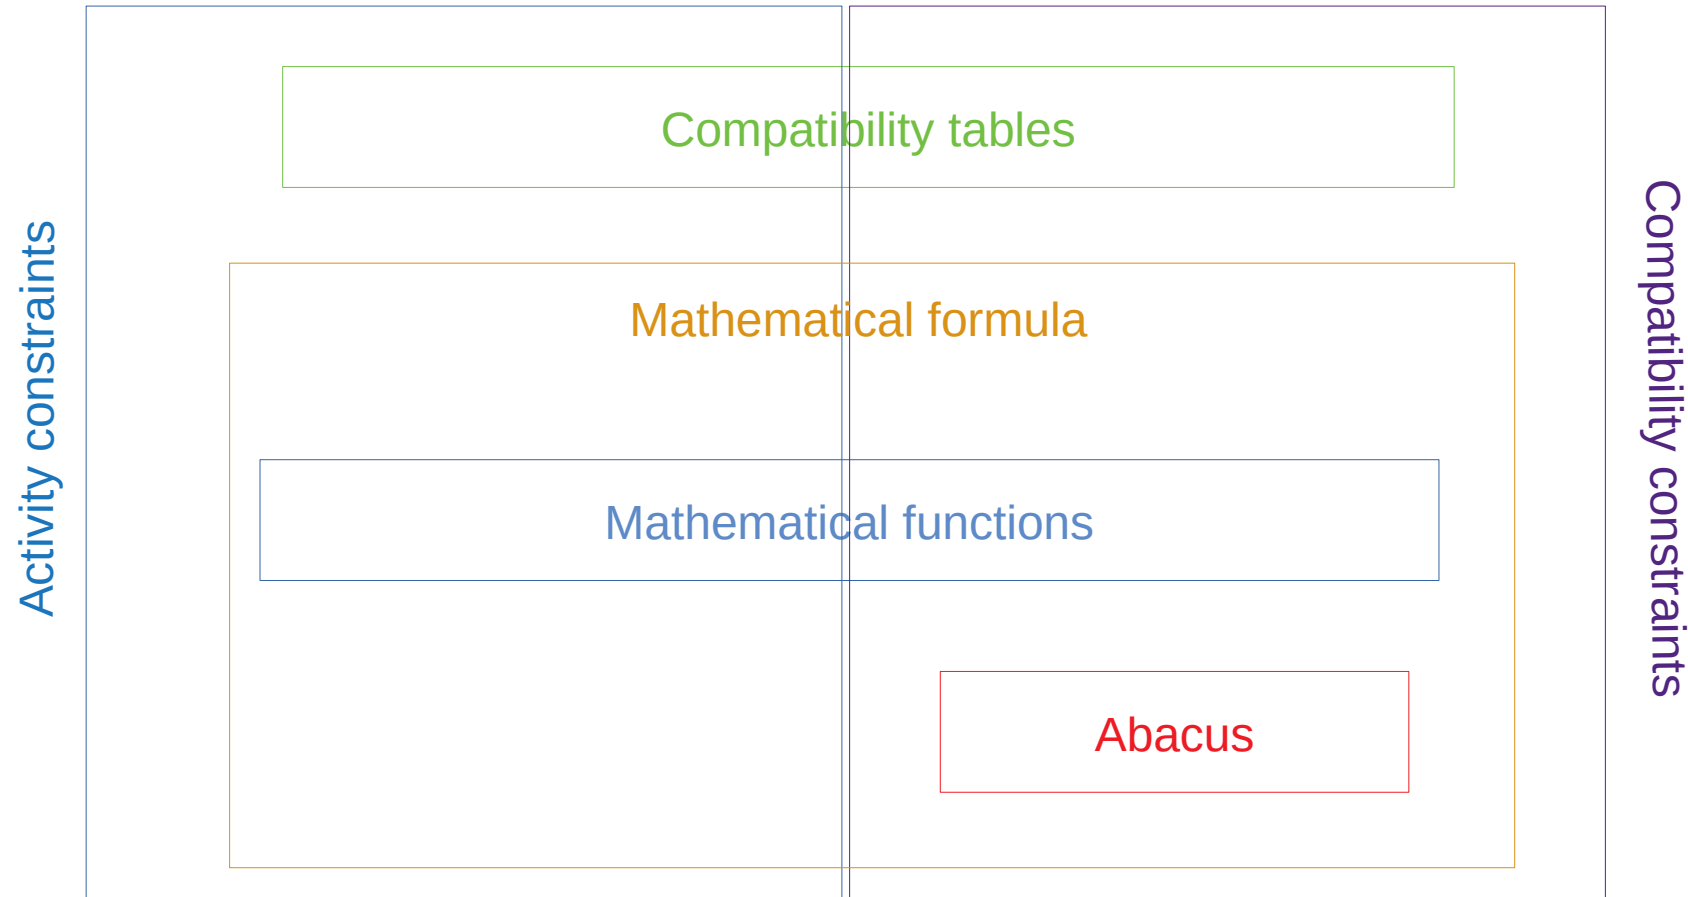 Activity constraints
Compatibility tables
Mathematical formula
Mathematical functions
Abacus
Compatibility constraints